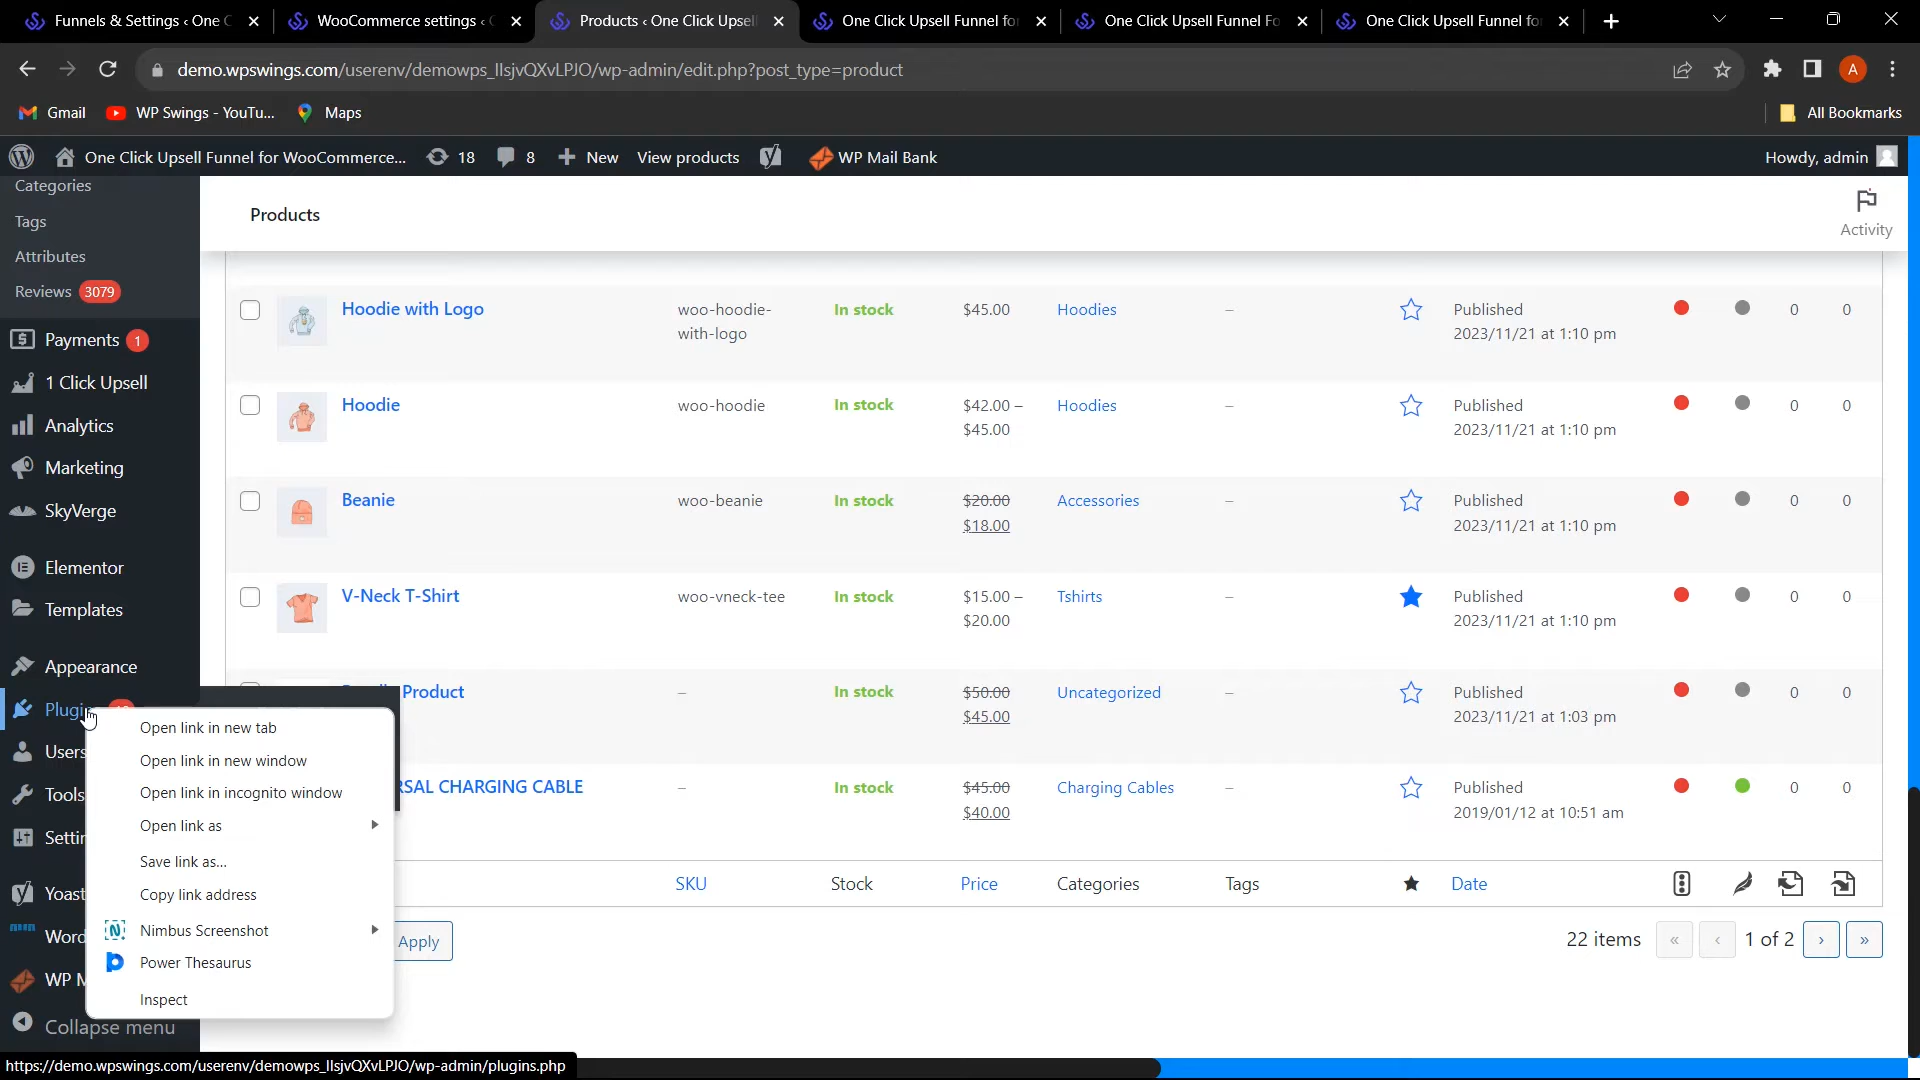 Funnels & Settings ‹ One C
WooCommerce settings ‹
Products ‹ One Click Upsell
One Click Upsell Funnel for
One Click Upsell Funnel Fo
One Click Upsell Funnel fo
demo.wpswings.com/userenv/demowps_IIsjvQXvLPJO/wp-admin/edit.php?post_type=product
A
Gmail
WP Swings - YouTu...
Maps
All Bookmarks
One Click Upsell Funnel for WooCommerce...
18
8
New
View products
WP Mail Bank
Howdy, admin
Categories
Tags
Attributes
Reviews 3079
Payments 1
1 Click Upsell
Analytics
Marketing
SkyVerge
Elementor
Templates
Appearance
Plugin
Users
Tools
Settin
Yoast
Word
WP M
Collapse menu
Products
Activity
Hoodie with Logo
woo-hoodie-
with-logo
In stock
$45.00
Hoodies
–
Published
2023/11/21 at 1:10 pm
0
0
Hoodie
woo-hoodie
In stock
$42.00 –
$45.00
Hoodies
–
Published
2023/11/21 at 1:10 pm
0
0
Beanie
woo-beanie
In stock
$20.00
$18.00
Accessories
–
Published
2023/11/21 at 1:10 pm
0
0
V-Neck T-Shirt
woo-vneck-tee
In stock
$15.00 –
$20.00
Tshirts
–
Published
2023/11/21 at 1:10 pm
0
0
Product
–
In stock
$50.00
$45.00
Uncategorized
Published
2023/11/21 at 1:03 pm
0
0
RSAL CHARGING CABLE
–
In stock
$45.00
$40.00
Charging Cables
–
Published
2019/01/12 at 10:51 am
0
0
SKU
Stock
Price
Categories
Tags
Date
Apply
22 items
«
‹
1 of 2
›
»
Open link in new tab
Open link in new window
Open link in incognito window
Open link as
Save link as...
Copy link address
Nimbus Screenshot
Power Thesaurus
Inspect
https://demo.wpswings.com/userenv/demowps_IIsjvQXvLPJO/wp-admin/plugins.php